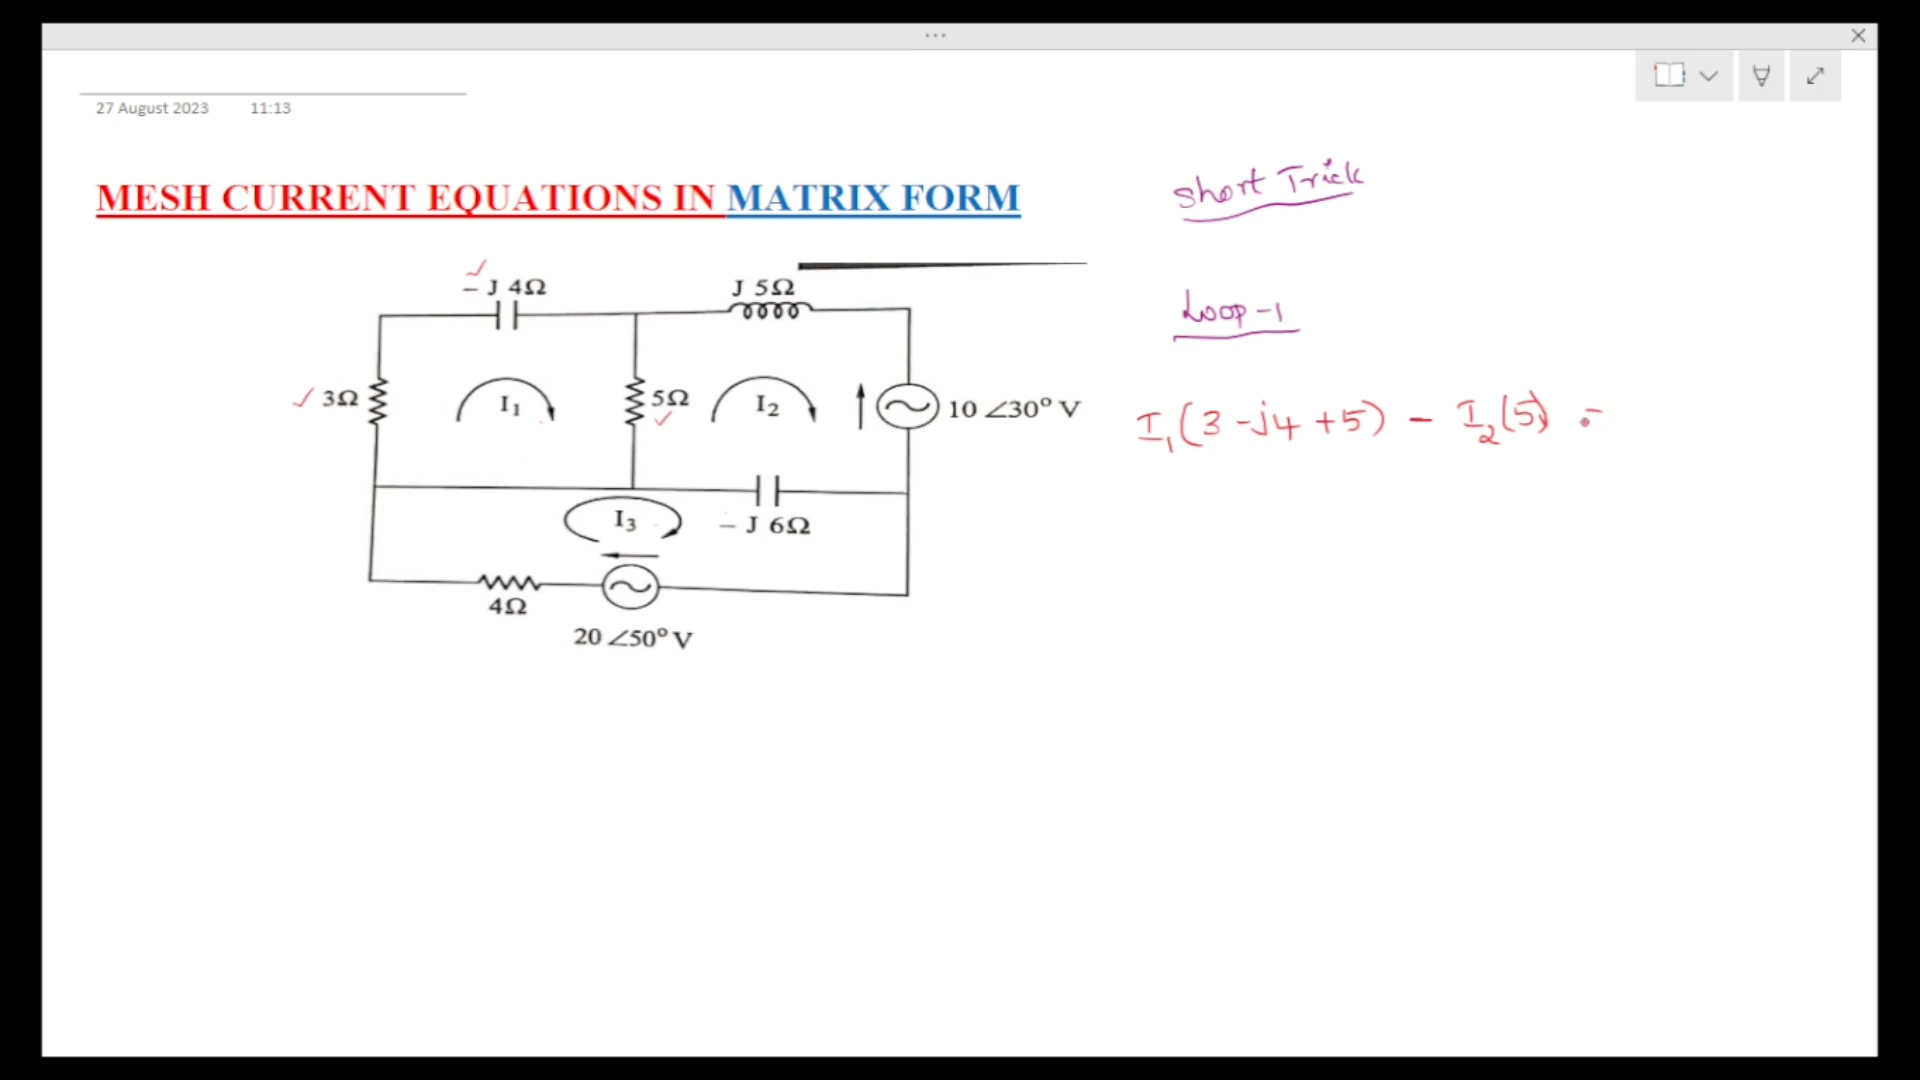 27 August 2023 11:13
MESH CURRENT EQUATIONS IN MATRIX FORM
Short Trick
- J 4Ω
J 5Ω
Loop-1
✓ 3Ω
I₁
5Ω
I₂
10 ∠30° V
I₁(3 -j4 +5) - I₂(5) =
I₃
- J 6Ω
4Ω
20 ∠50° V